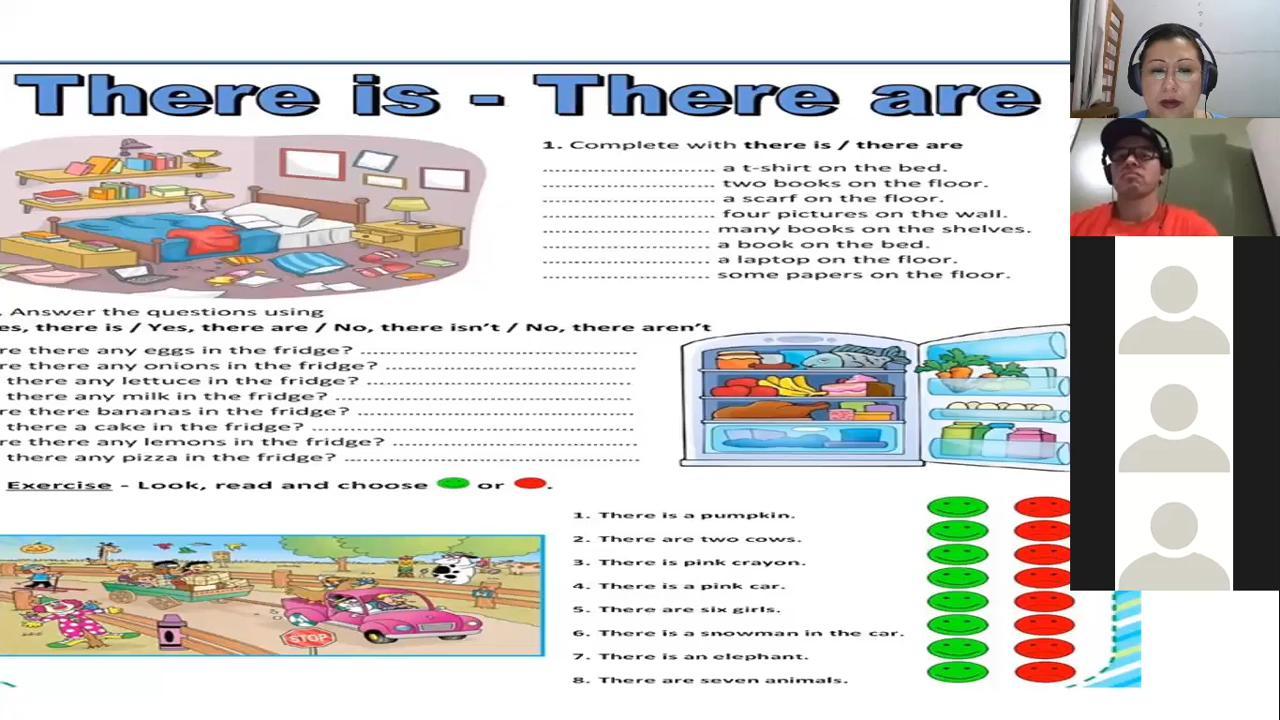 There is - There are
1. Complete with there is / there are
........................................ a t-shirt on the bed.
........................................ two books on the floor.
........................................ a scarf on the floor.
........................................ four pictures on the wall.
........................................ many books on the shelves.
........................................ a book on the bed.
........................................ a laptop on the floor.
........................................ some papers on the floor.
. Answer the questions using
es, there is / Yes, there are / No, there isn't / No, there aren't
re there any eggs in the fridge? ........................................
re there any onions in the fridge? ........................................
there any lettuce in the fridge? ........................................
there any milk in the fridge? ........................................
re there bananas in the fridge? ........................................
there a cake in the fridge? ........................................
re there any lemons in the fridge? ........................................
there any pizza in the fridge? ........................................
Exercise - Look, read and choose or .
1. There is a pumpkin.
2. There are two cows.
3. There is pink crayon.
4. There is a pink car.
5. There are six girls.
6. There is a snowman in the car.
7. There is an elephant.
8. There are seven animals.
STOP